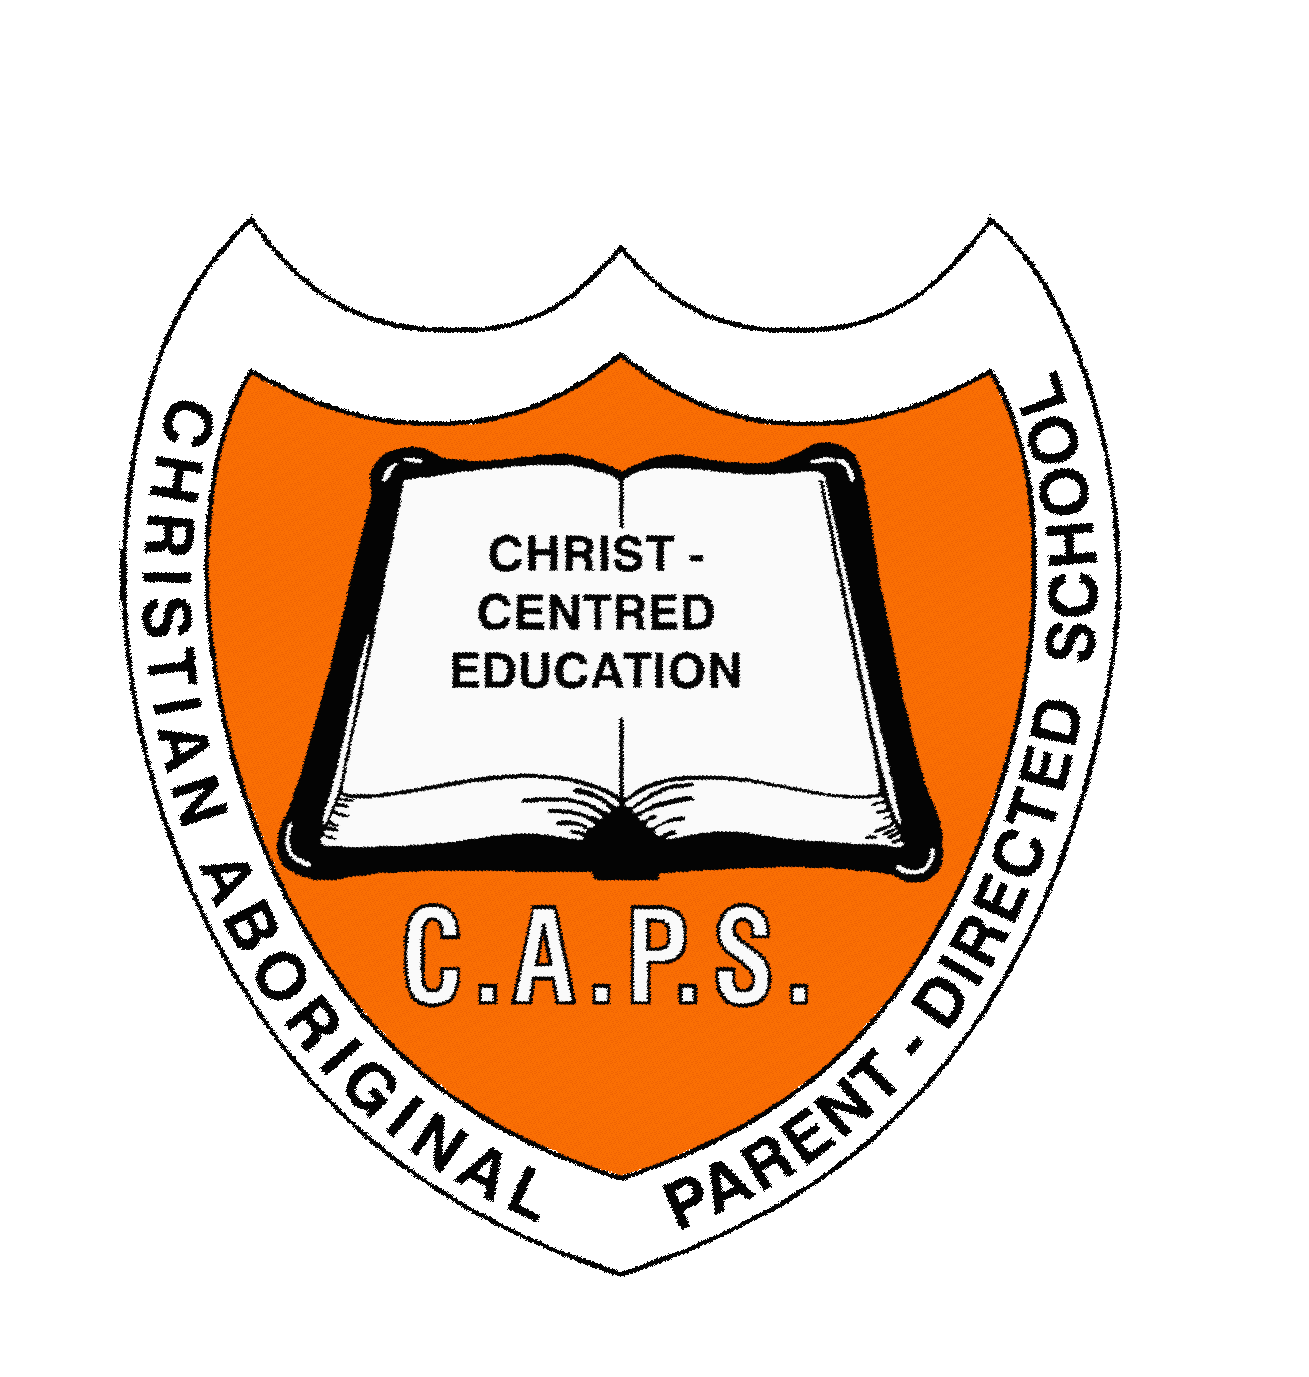 CHRISTIAN ABORIGINAL PARENT-DIRECTED SCHOOL
CHRIST -
CENTRED
EDUCATION
C.A.P.S.